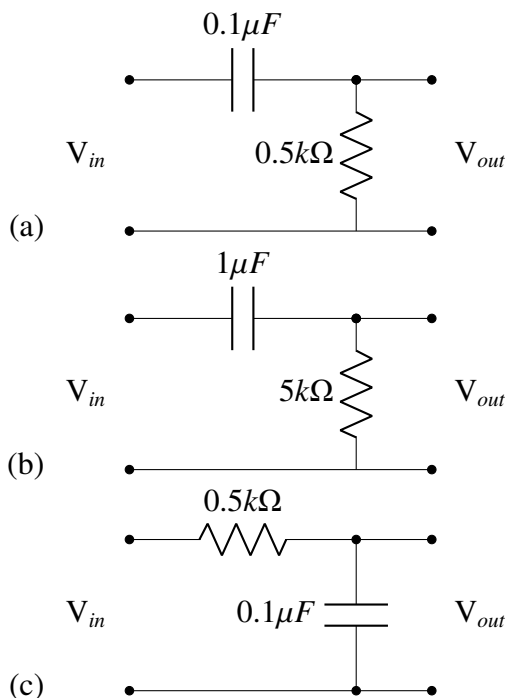 0.1μF
V_in 0.5kΩ V_out
(a)
1μF
V_in 5kΩ V_out
(b)
0.5kΩ
V_in 0.1μF V_out
(c)